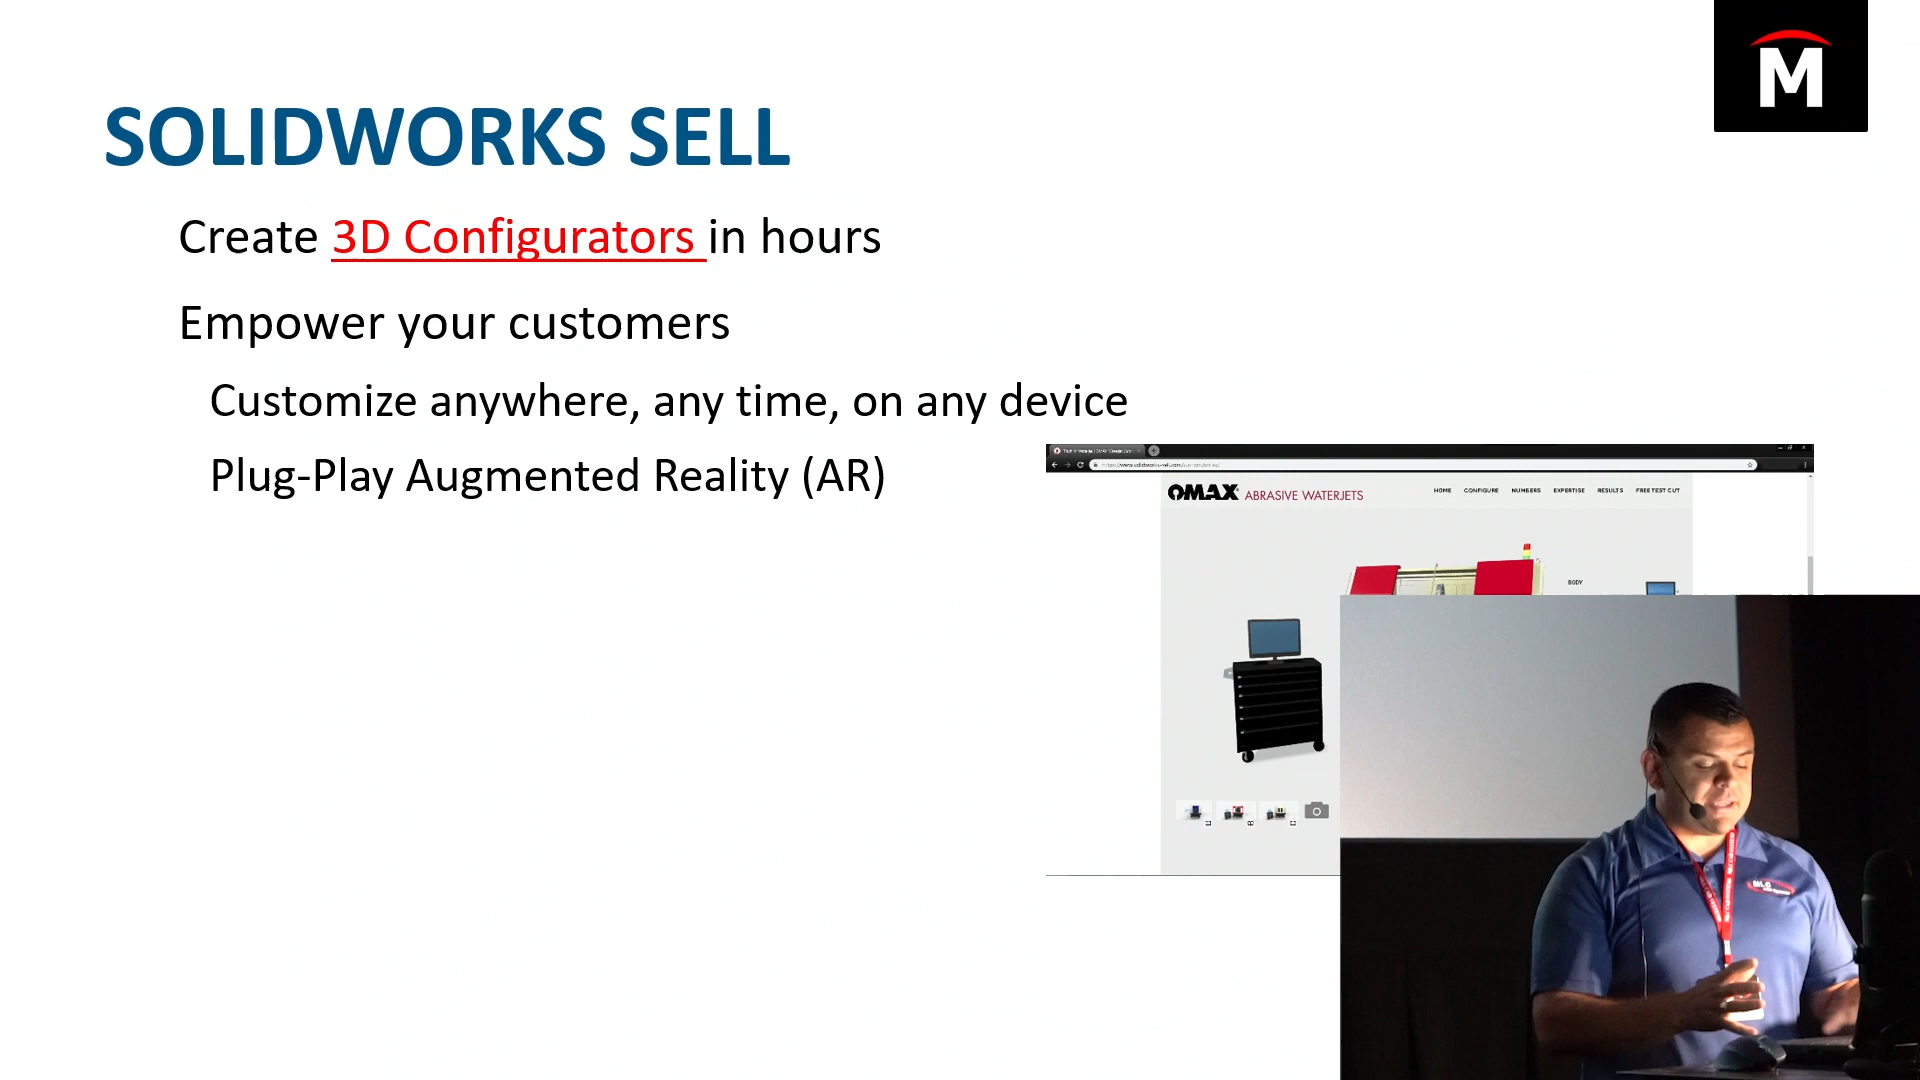 M
SOLIDWORKS SELL
Create 3D Configurators in hours
Empower your customers
Customize anywhere, any time, on any device
Plug-Play Augmented Reality (AR)
OMAX ABRASIVE WATERJETS
HOME CONFIGURE NUMBERS EXPERTISE RESULTS FREE TEST CUT
BODY
MLC